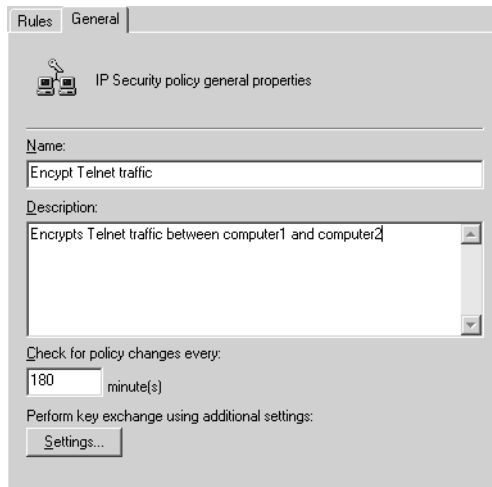 Rules General
IP Security policy general properties
Name:
Encrypt Telnet traffic
Description:
Encrypts Telnet traffic between computer1 and computer2
Check for policy changes every:
180 minute(s)
Perform key exchange using additional settings:
Settings...